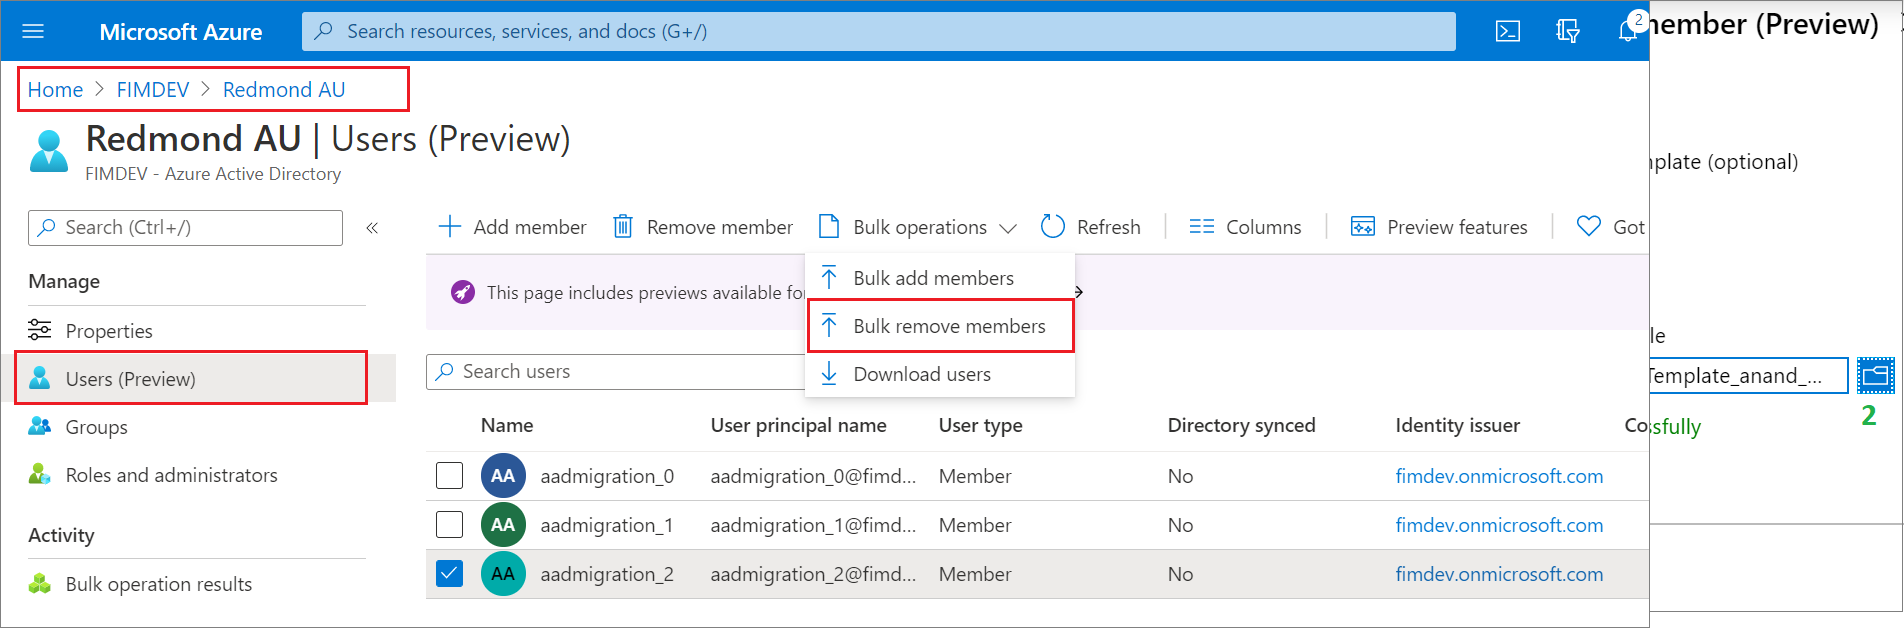 Microsoft Azure
Search resources, services, and docs (G+/)
2
Home > FIMDEV > Redmond AU
Redmond AU | Users (Preview)
FIMDEV - Azure Active Directory
Search (Ctrl+/)
«
Manage
Properties
Users (Preview)
Groups
Roles and administrators
Activity
Bulk operation results
Add member
Remove member
Bulk operations
Refresh
Columns
Preview features
Got
This page includes previews available for
Bulk add members
Bulk remove members
Download users
Search users
Name User principal name User type Directory synced Identity issuer Co
AA aadmigration_0 aadmigration_0@fimd... Member No fimdev.onmicrosoft.com
AA aadmigration_1 aadmigration_1@fimd... Member No fimdev.onmicrosoft.com
AA aadmigration_2 aadmigration_2@fimd... Member No fimdev.onmicrosoft.com
member (Preview)
mplate (optional)
le
Template_anand_...
2
ssfully